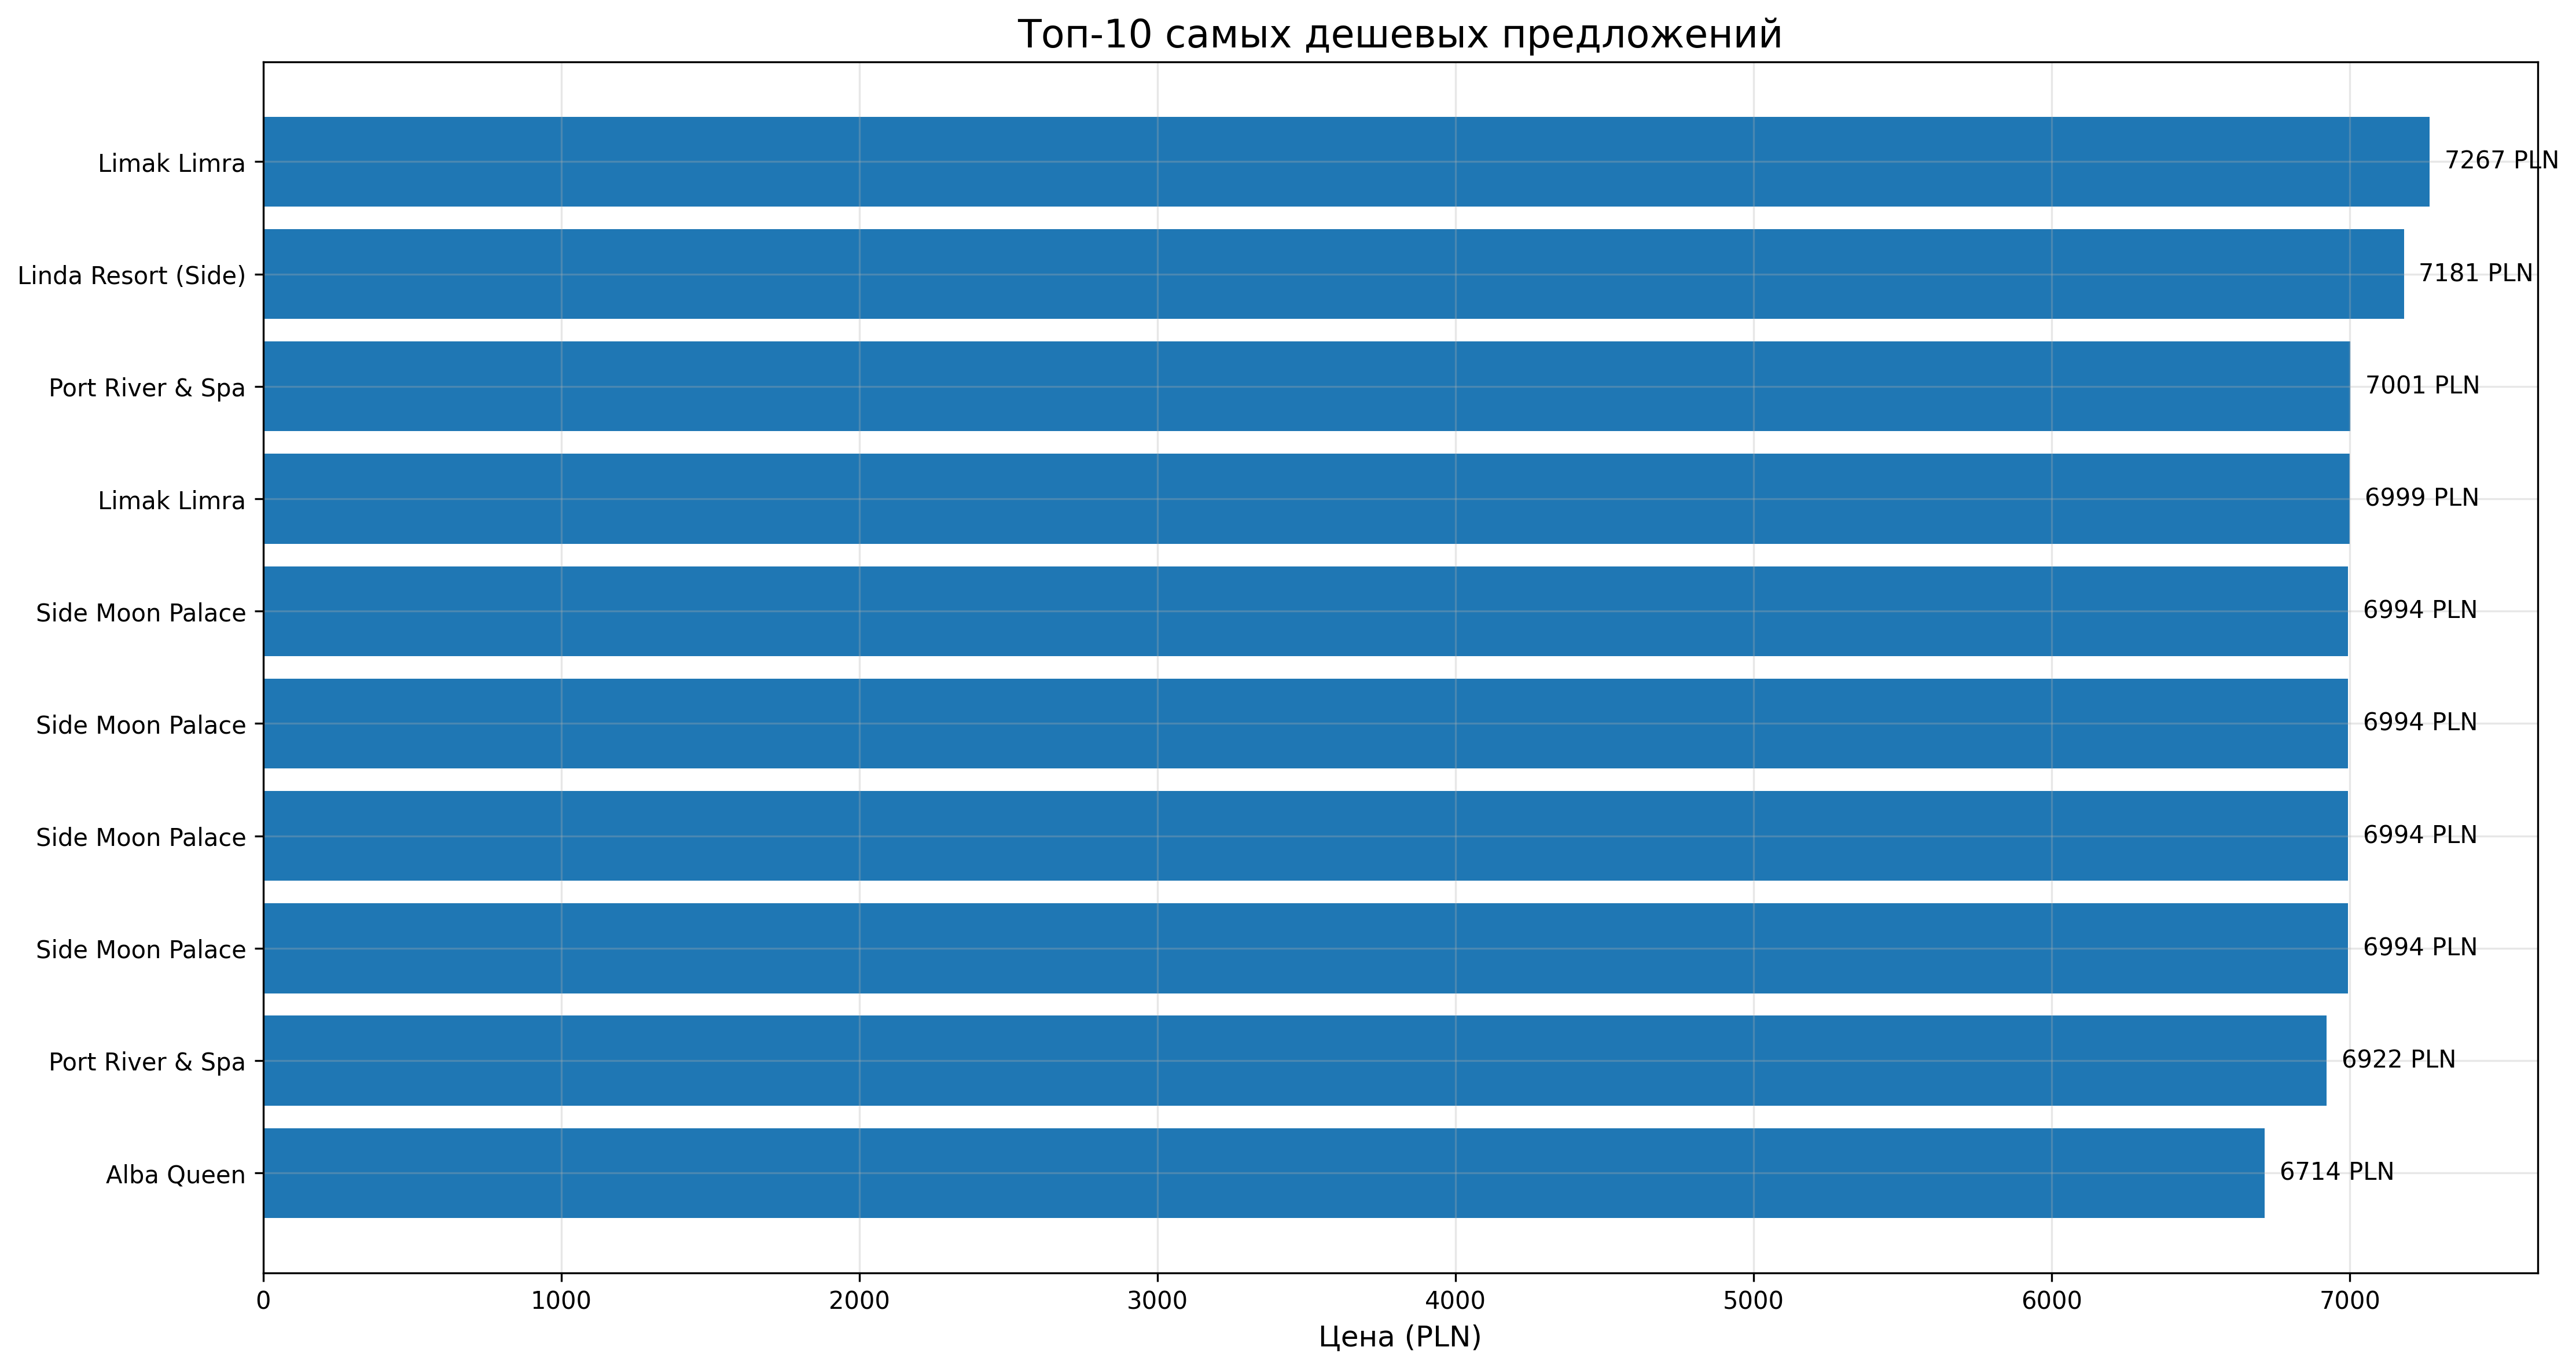 Топ-10 самых дешевых предложений
Limak Limra
7267 PLN
Linda Resort (Side)
7181 PLN
Port River & Spa
7001 PLN
Limak Limra
6999 PLN
Side Moon Palace
6994 PLN
Side Moon Palace
6994 PLN
Side Moon Palace
6994 PLN
Side Moon Palace
6994 PLN
Port River & Spa
6922 PLN
Alba Queen
6714 PLN
0 1000 2000 3000 4000 5000 6000 7000
Цена (PLN)